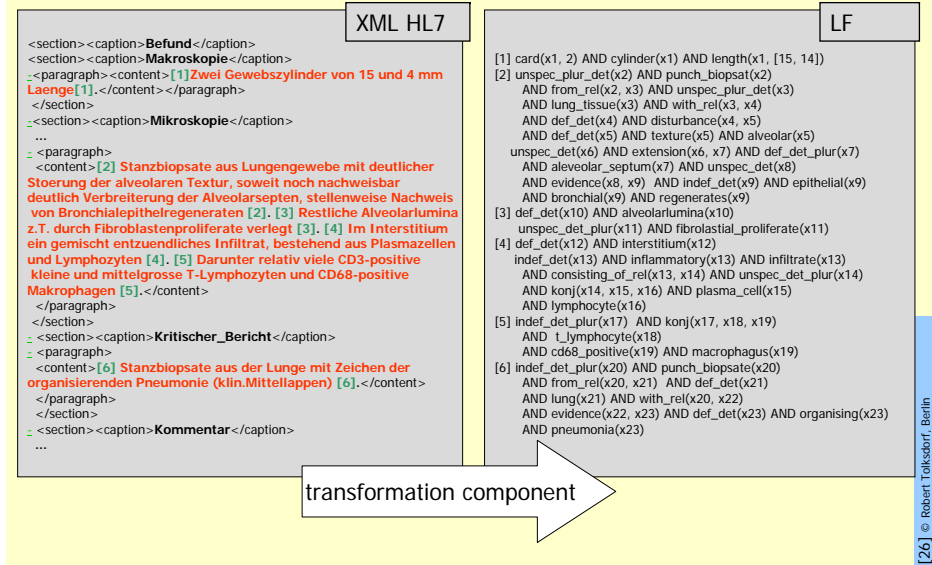 XML HL7
<section><caption>Befund</caption>
<section><caption>Makroskopie</caption>
-<paragraph><content>[1]Zwei Gewebszylinder von 15 und 4 mm
Laenge[1].</content></paragraph>
</section>
-<section><caption>Mikroskopie</caption>
...
- <paragraph>
<content>[2] Stanzbiopsate aus Lungengewebe mit deutlicher
Stoerung der alveolaren Textur, soweit noch nachweisbar
deutlich Verbreiterung der Alveolarsepten, stellenweise Nachweis
von Bronchialepithelregeneraten [2]. [3] Restliche Alveolarlumina
z.T. durch Fibroblastenproliferate verlegt [3]. [4] Im Interstitium
ein gemischt entzuendliches Infiltrat, bestehend aus Plasmazellen
und Lymphozyten [4]. [5] Darunter relativ viele CD3-positive
kleine und mittelgrosse T-Lymphozyten und CD68-positive
Makrophagen [5].</content>
</paragraph>
</section>
- <section><caption>Kritischer_Bericht</caption>
- <paragraph>
<content>[6] Stanzbiopsate aus der Lunge mit Zeichen der
organisierenden Pneumonie (klin.Mittellappen) [6].</content>
</paragraph>
</section>
- <section><caption>Kommentar</caption>
...
LF
[1] card(x1, 2) AND cylinder(x1) AND length(x1, [15, 14])
[2] unspec_plur_det(x2) AND punch_biopsat(x2)
AND from_rel(x2, x3) AND unspec_plur_det(x3)
AND lung_tissue(x3) AND with_rel(x3, x4)
AND def_det(x4) AND disturbance(x4, x5)
AND def_det(x5) AND texture(x5) AND alveolar(x5)
unspec_det(x6) AND extension(x6, x7) AND def_det_plur(x7)
AND aleveolar_septum(x7) AND unspec_det(x8)
AND evidence(x8, x9) AND indef_det(x9) AND epithelial(x9)
AND bronchial(x9) AND regenerates(x9)
[3] def_det(x10) AND alveolarlumina(x10)
unspec_det_plur(x11) AND fibrolastial_proliferate(x11)
[4] def_det(x12) AND interstitium(x12)
indef_det(x13) AND inflammatory(x13) AND infiltrate(x13)
AND consisting_of_rel(x13, x14) AND unspec_det_plur(x14)
AND konj(x14, x15, x16) AND plasma_cell(x15)
AND lymphocyte(x16)
[5] indef_det_plur(x17) AND konj(x17, x18, x19)
AND t_lymphocyte(x18)
AND cd68_positive(x19) AND macrophagus(x19)
[6] indef_det_plur(x20) AND punch_biopsate(x20)
AND from_rel(x20, x21) AND def_det(x21)
AND lung(x21) AND with_rel(x20, x22)
AND evidence(x22, x23) AND def_det(x23) AND organising(x23)
AND pneumonia(x23)
transformation component
[26] © Robert Tolksdorf, Berlin